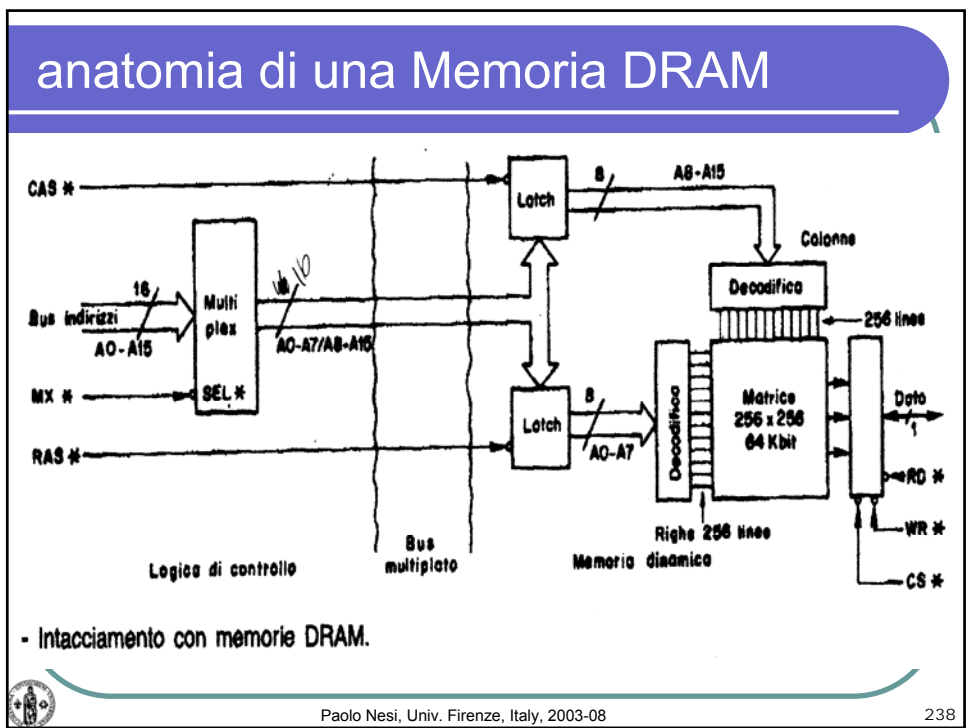 anatomia di una Memoria DRAM
CAS *
8
A8÷A15
Latch
Colonne
Decodifica
256 linee
16
Bus indirizzi
A0-A15
Multi
plex
16
A0-A7/A8÷A15
MX *
SEL *
RAS *
Latch
8
A0-A7
Decodifica
Matrice
256 x 256
64 Kbit
Dato
1
RD *
WR *
CS *
Righe 256 linee
Bus
multiplato
Logica di controllo
Memoria dinamica
- Intacciamento con memorie DRAM.
Paolo Nesi, Univ. Firenze, Italy, 2003-08
238